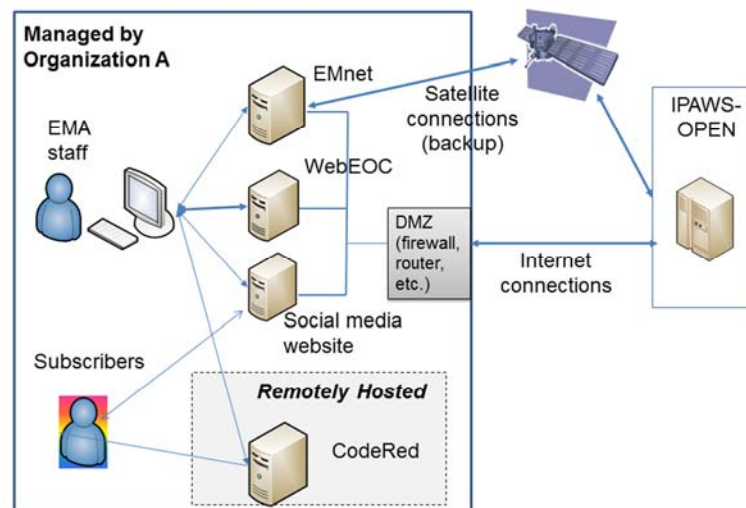 Managed by
Organization A
EMnet
EMA
staff
WebEOC
Satellite
connections
(backup)
IPAWS-
OPEN
DMZ
(firewall,
router,
etc.)
Internet
connections
Social media
website
Subscribers
Remotely Hosted
CodeRed